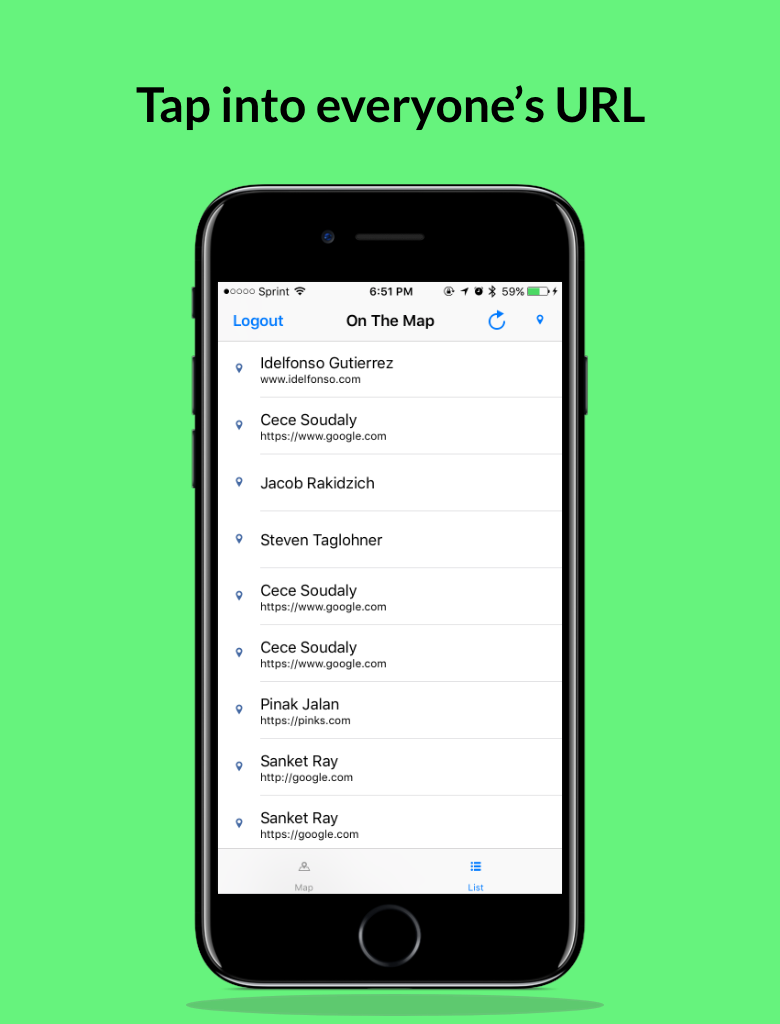 Tap into everyone's URL
Sprint 6:51 PM 59%
Logout On The Map
Idelfonso Gutierrez
www.idelfonso.com
Cece Soudaly
https://www.google.com
Jacob Rakidzich
Steven Taglohner
Cece Soudaly
https://www.google.com
Cece Soudaly
https://www.google.com
Pinak Jalan
https://pinks.com
Sanket Ray
http://google.com
Sanket Ray
https://google.com
Map List